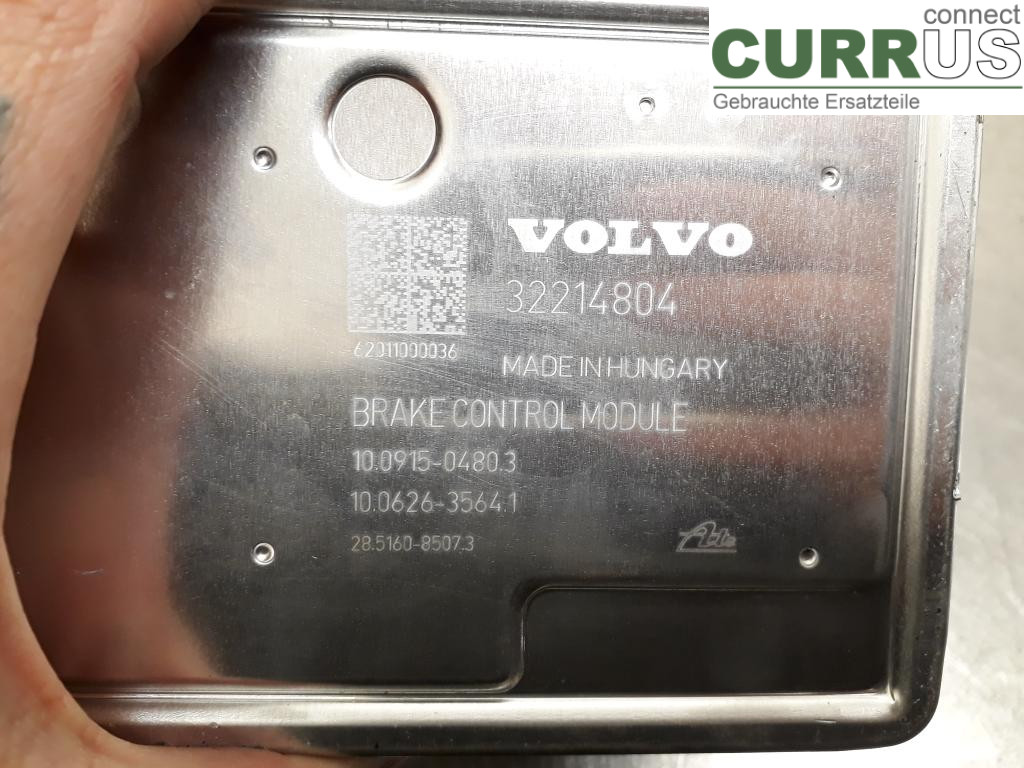 connect
CURRUS
Gebrauchte Ersatzteile
VOLVO
32214804
62011000036
MADE IN HUNGARY
BRAKE CONTROL MODULE
10.0915-0480.3
10.0626-3564.1
28.5160-8507.3
Ate